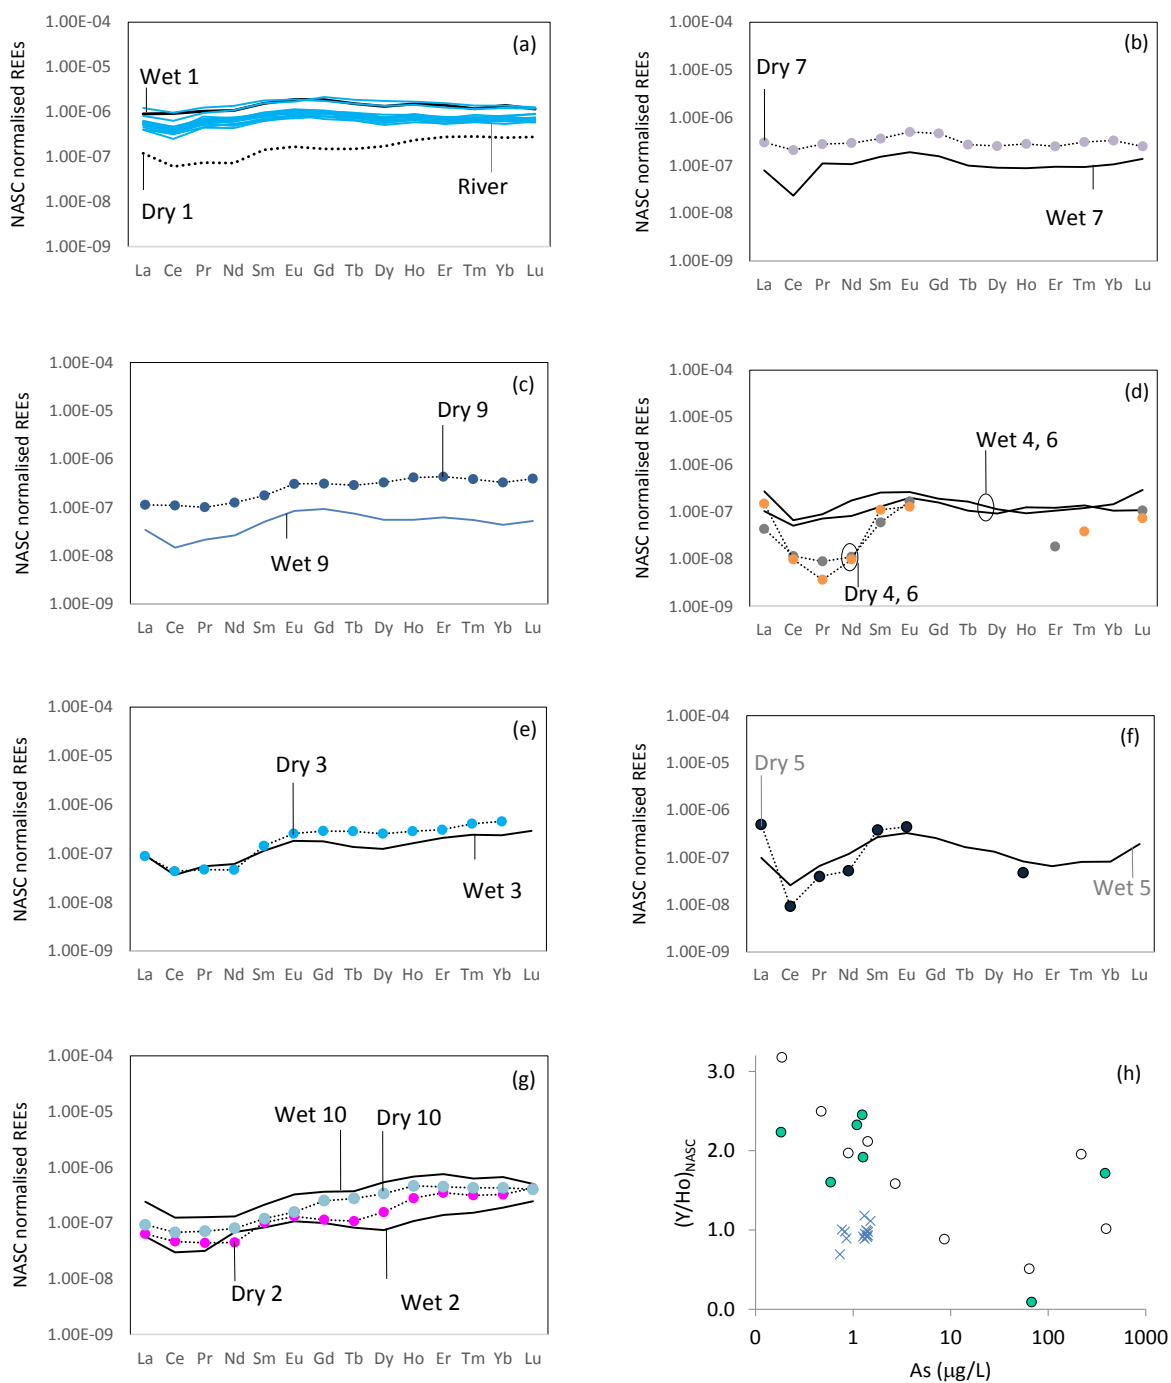 (a)
NASC normalised REEs
1.00E-04
1.00E-05
1.00E-06
1.00E-07
1.00E-08
1.00E-09
Wet 1
Dry 1
River
La Ce Pr Nd Sm Eu Gd Tb Dy Ho Er Tm Yb Lu
(b)
NASC normalised REEs
1.00E-04
1.00E-05
1.00E-06
1.00E-07
1.00E-08
1.00E-09
Dry 7
Wet 7
La Ce Pr Nd Sm Eu Gd Tb Dy Ho Er Tm Yb Lu
(c)
NASC normalised REEs
1.00E-04
1.00E-05
1.00E-06
1.00E-07
1.00E-08
1.00E-09
Dry 9
Wet 9
La Ce Pr Nd Sm Eu Gd Tb Dy Ho Er Tm Yb Lu
(d)
NASC normalised REEs
1.00E-04
1.00E-05
1.00E-06
1.00E-07
1.00E-08
1.00E-09
Wet 4, 6
Dry 4, 6
La Ce Pr Nd Sm Eu Gd Tb Dy Ho Er Tm Yb Lu
(e)
NASC normalised REEs
1.00E-04
1.00E-05
1.00E-06
1.00E-07
1.00E-08
1.00E-09
Dry 3
Wet 3
La Ce Pr Nd Sm Eu Gd Tb Dy Ho Er Tm Yb Lu
(f)
NASC normalised REEs
1.00E-04
1.00E-05
1.00E-06
1.00E-07
1.00E-08
1.00E-09
Dry 5
Wet 5
La Ce Pr Nd Sm Eu Gd Tb Dy Ho Er Tm Yb Lu
(g)
NASC normalised REEs
1.00E-04
1.00E-05
1.00E-06
1.00E-07
1.00E-08
1.00E-09
Wet 10
Dry 10
Dry 2
Wet 2
La Ce Pr Nd Sm Eu Gd Tb Dy Ho Er Tm Yb Lu
(h)
(Y/Ho)NASC
3.0
2.0
1.0
0.0
0 1 10 100 1000
As (µg/L)